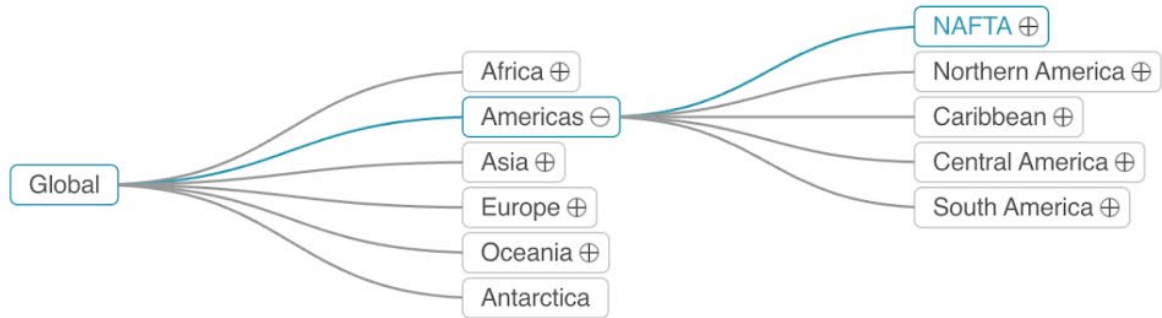 Global
Africa
Americas
Asia
Europe
Oceania
Antarctica
NAFTA
Northern America
Caribbean
Central America
South America